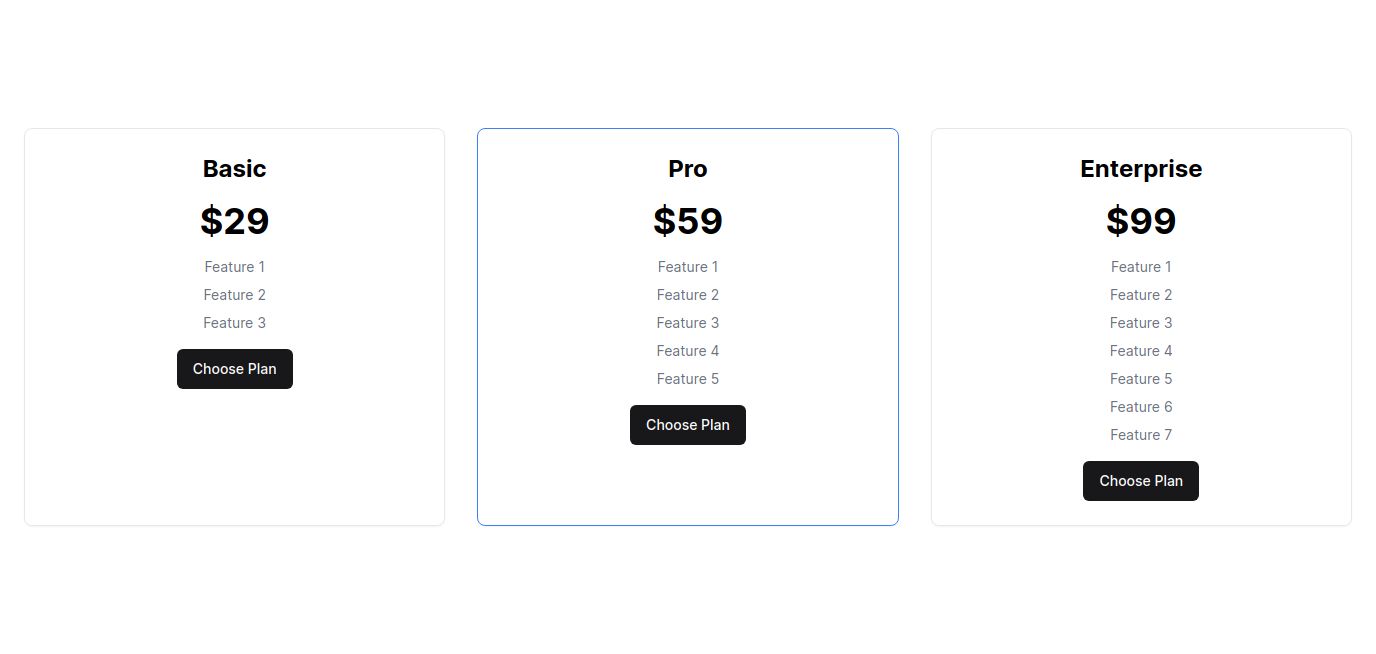 Basic
$29
Feature 1
Feature 2
Feature 3
Choose Plan
Pro
$59
Feature 1
Feature 2
Feature 3
Feature 4
Feature 5
Choose Plan
Enterprise
$99
Feature 1
Feature 2
Feature 3
Feature 4
Feature 5
Feature 6
Feature 7
Choose Plan